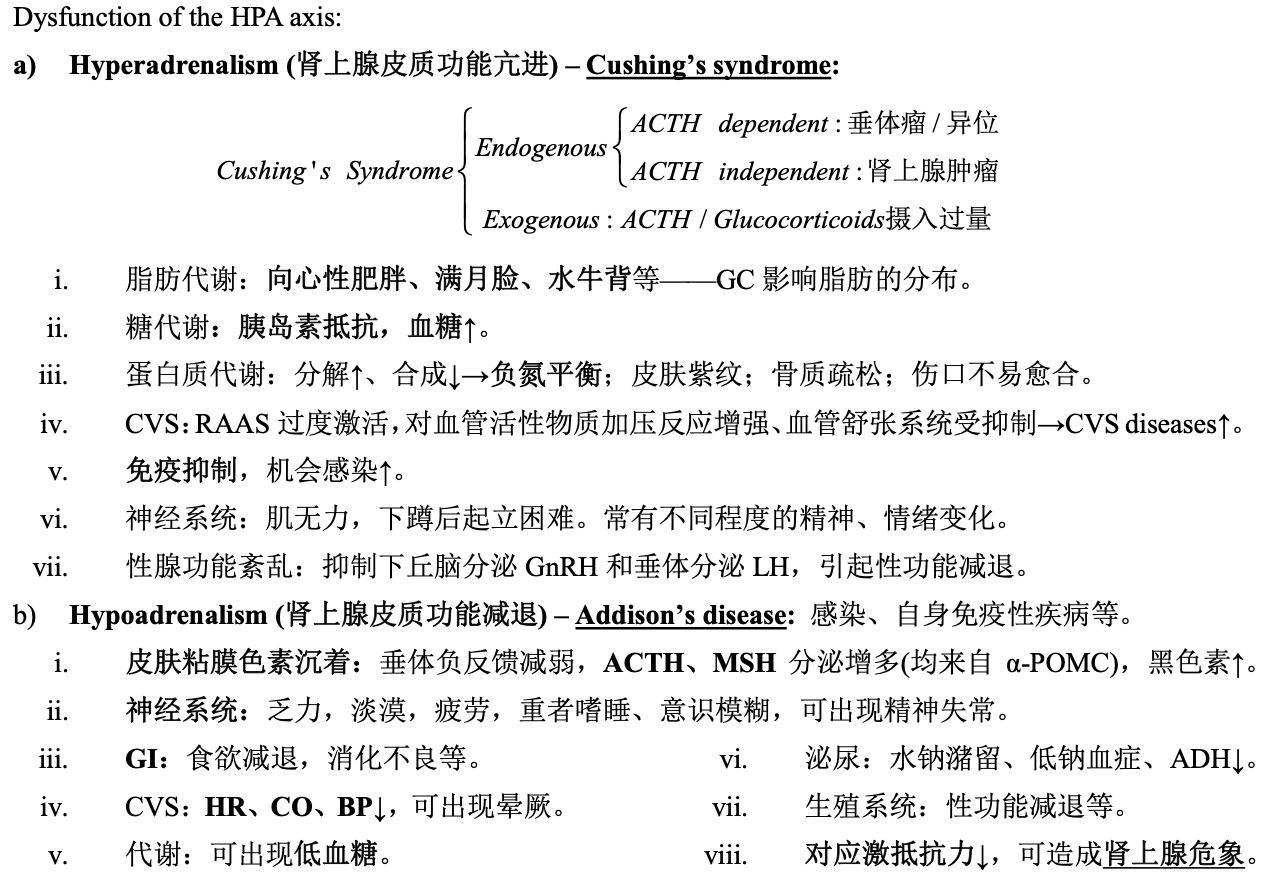 Dysfunction of the HPA axis:
a) Hyperadrenalism (肾上腺皮质功能亢进) – Cushing’s syndrome:
Cushing's Syndrome
Endogenous
ACTH dependent : 垂体瘤 / 异位
ACTH independent : 肾上腺肿瘤
Exogenous : ACTH / Glucocorticoids摄入过量
i. 脂肪代谢：向心性肥胖、满月脸、水牛背等——GC 影响脂肪的分布。
ii. 糖代谢：胰岛素抵抗，血糖↑。
iii. 蛋白质代谢：分解↑、合成↓→负氮平衡；皮肤紫纹；骨质疏松；伤口不易愈合。
iv. CVS：RAAS 过度激活，对血管活性物质加压反应增强、血管舒张系统受抑制→CVS diseases↑。
v. 免疫抑制，机会感染↑。
vi. 神经系统：肌无力，下蹲后起立困难。常有不同程度的精神、情绪变化。
vii. 性腺功能紊乱：抑制下丘脑分泌 GnRH 和垂体分泌 LH，引起性功能减退。
b) Hypoadrenalism (肾上腺皮质功能减退) – Addison’s disease: 感染、自身免疫性疾病等。
i. 皮肤粘膜色素沉着：垂体负反馈减弱，ACTH、MSH 分泌增多(均来自 α-POMC)，黑色素↑。
ii. 神经系统：乏力，淡漠，疲劳，重者嗜睡、意识模糊，可出现精神失常。
iii. GI：食欲减退，消化不良等。
iv. CVS：HR、CO、BP↓，可出现晕厥。
v. 代谢：可出现低血糖。
vi. 泌尿：水钠潴留、低钠血症、ADH↓。
vii. 生殖系统：性功能减退等。
viii. 对应激抵抗力↓，可造成肾上腺危象。